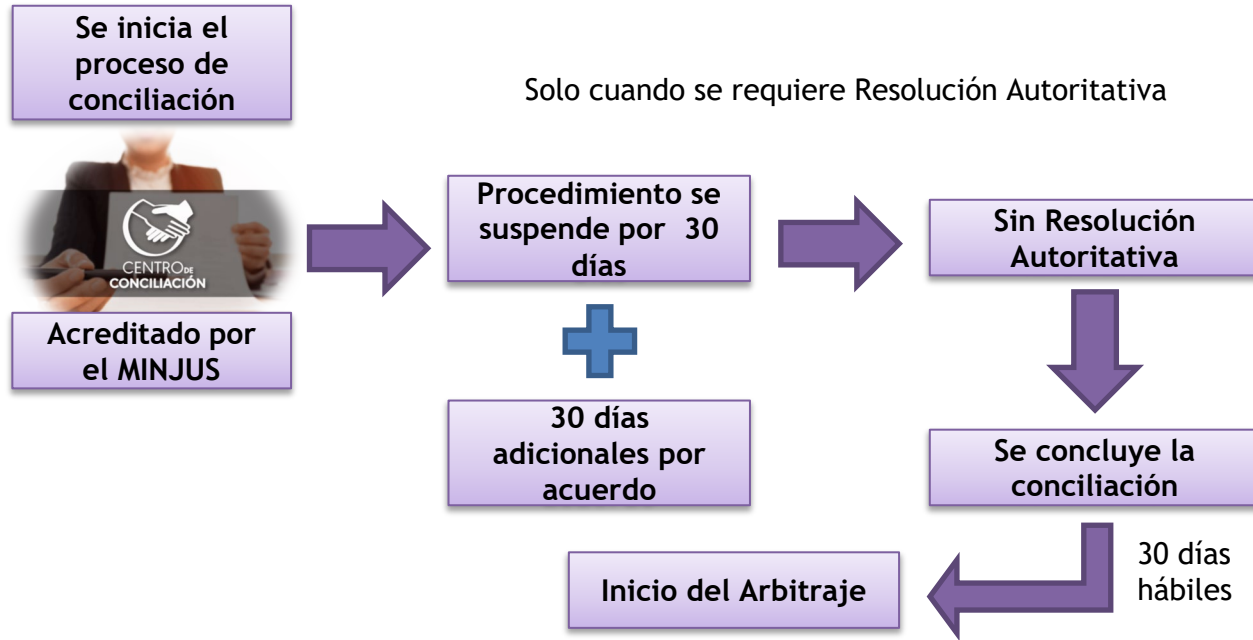 Se inicia el
proceso de
conciliación
Solo cuando se requiere Resolución Autoritativa
CENTRO DE
CONCILIACIÓN
Acreditado por
el MINJUS
Procedimiento se
suspende por 30
días
30 días
adicionales por
acuerdo
Sin Resolución
Autoritativa
Se concluye la
conciliación
30 días
hábiles
Inicio del Arbitraje